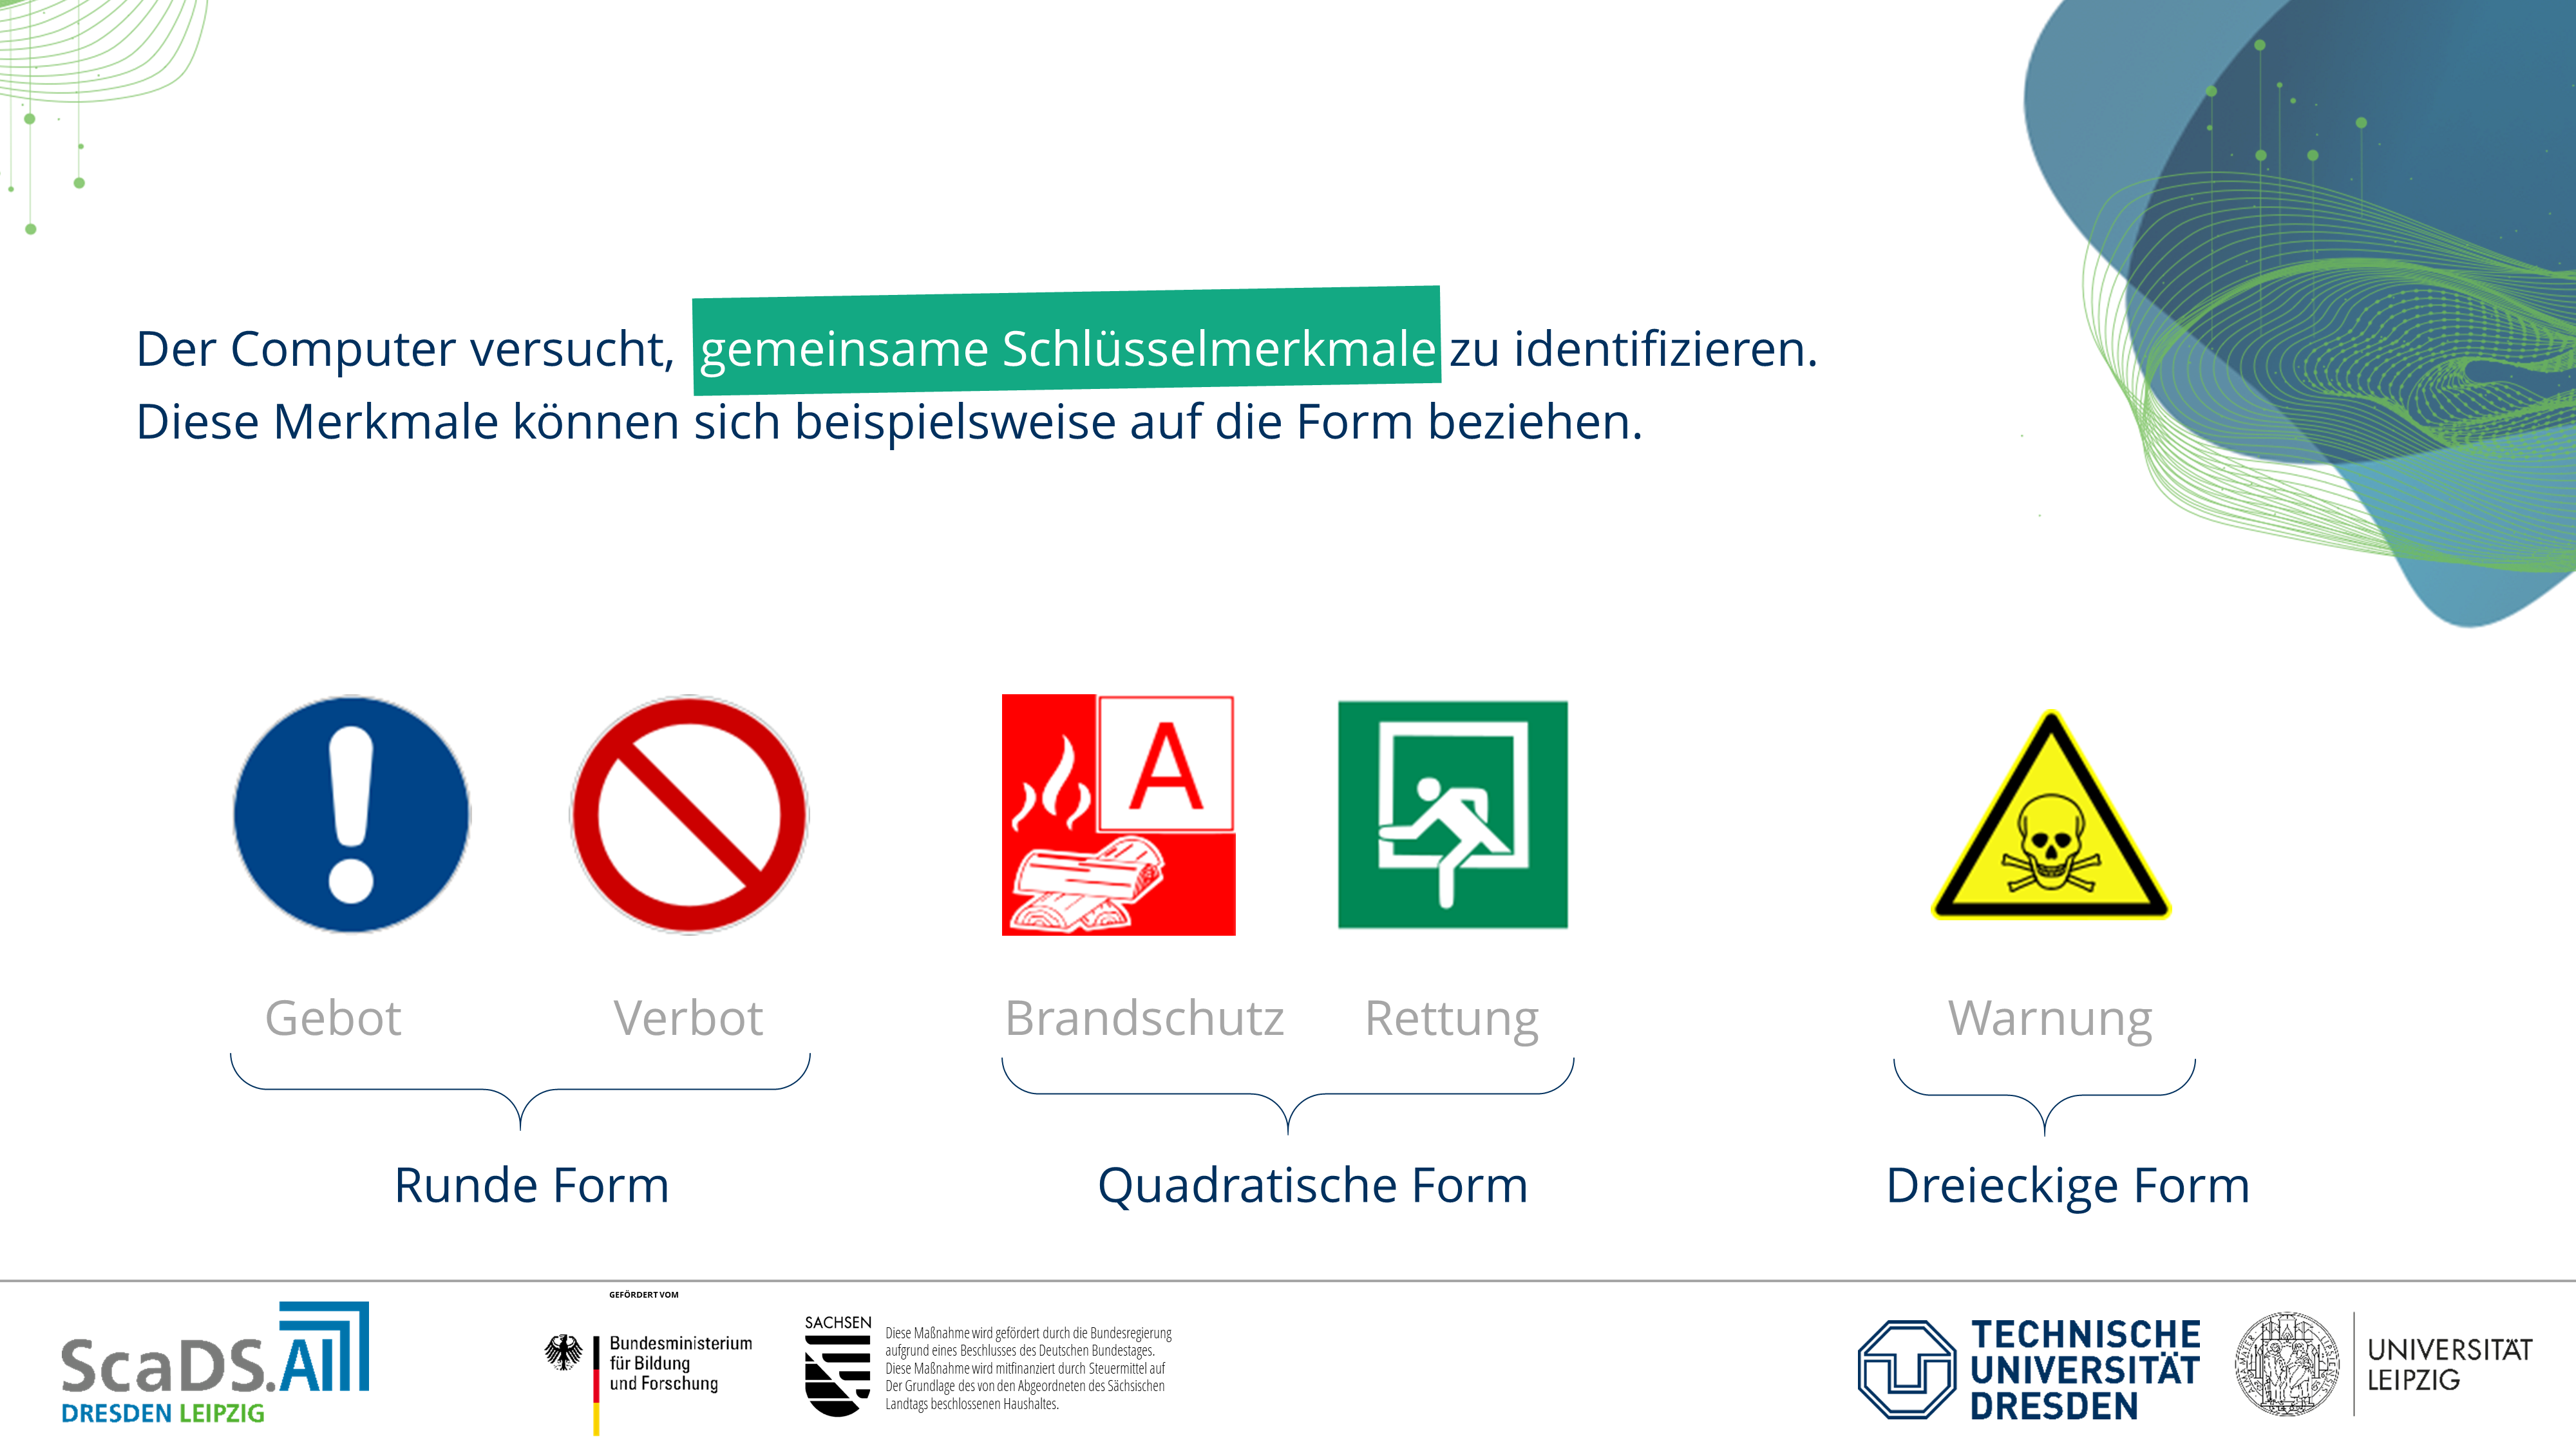 Der Computer versucht, gemeinsame Schlüsselmerkmale zu identifizieren.
Diese Merkmale können sich beispielsweise auf die Form beziehen.
A
Gebot Verbot Brandschutz Rettung Warnung
Runde Form Quadratische Form Dreieckige Form
ScaDS.AI
DRESDEN LEIPZIG
GEFÖRDERT VOM
Bundesministerium
für Bildung
und Forschung
SACHSEN
Diese Maßnahme wird gefördert durch die Bundesregierung
aufgrund eines Beschlusses des Deutschen Bundestages.
Diese Maßnahme wird mitfinanziert durch Steuermittel auf
Der Grundlage des von den Abgeordneten des Sächsischen
Landtags beschlossenen Haushaltes.
TECHNISCHE
UNIVERSITÄT
DRESDEN
UNIVERSITÄT
LEIPZIG